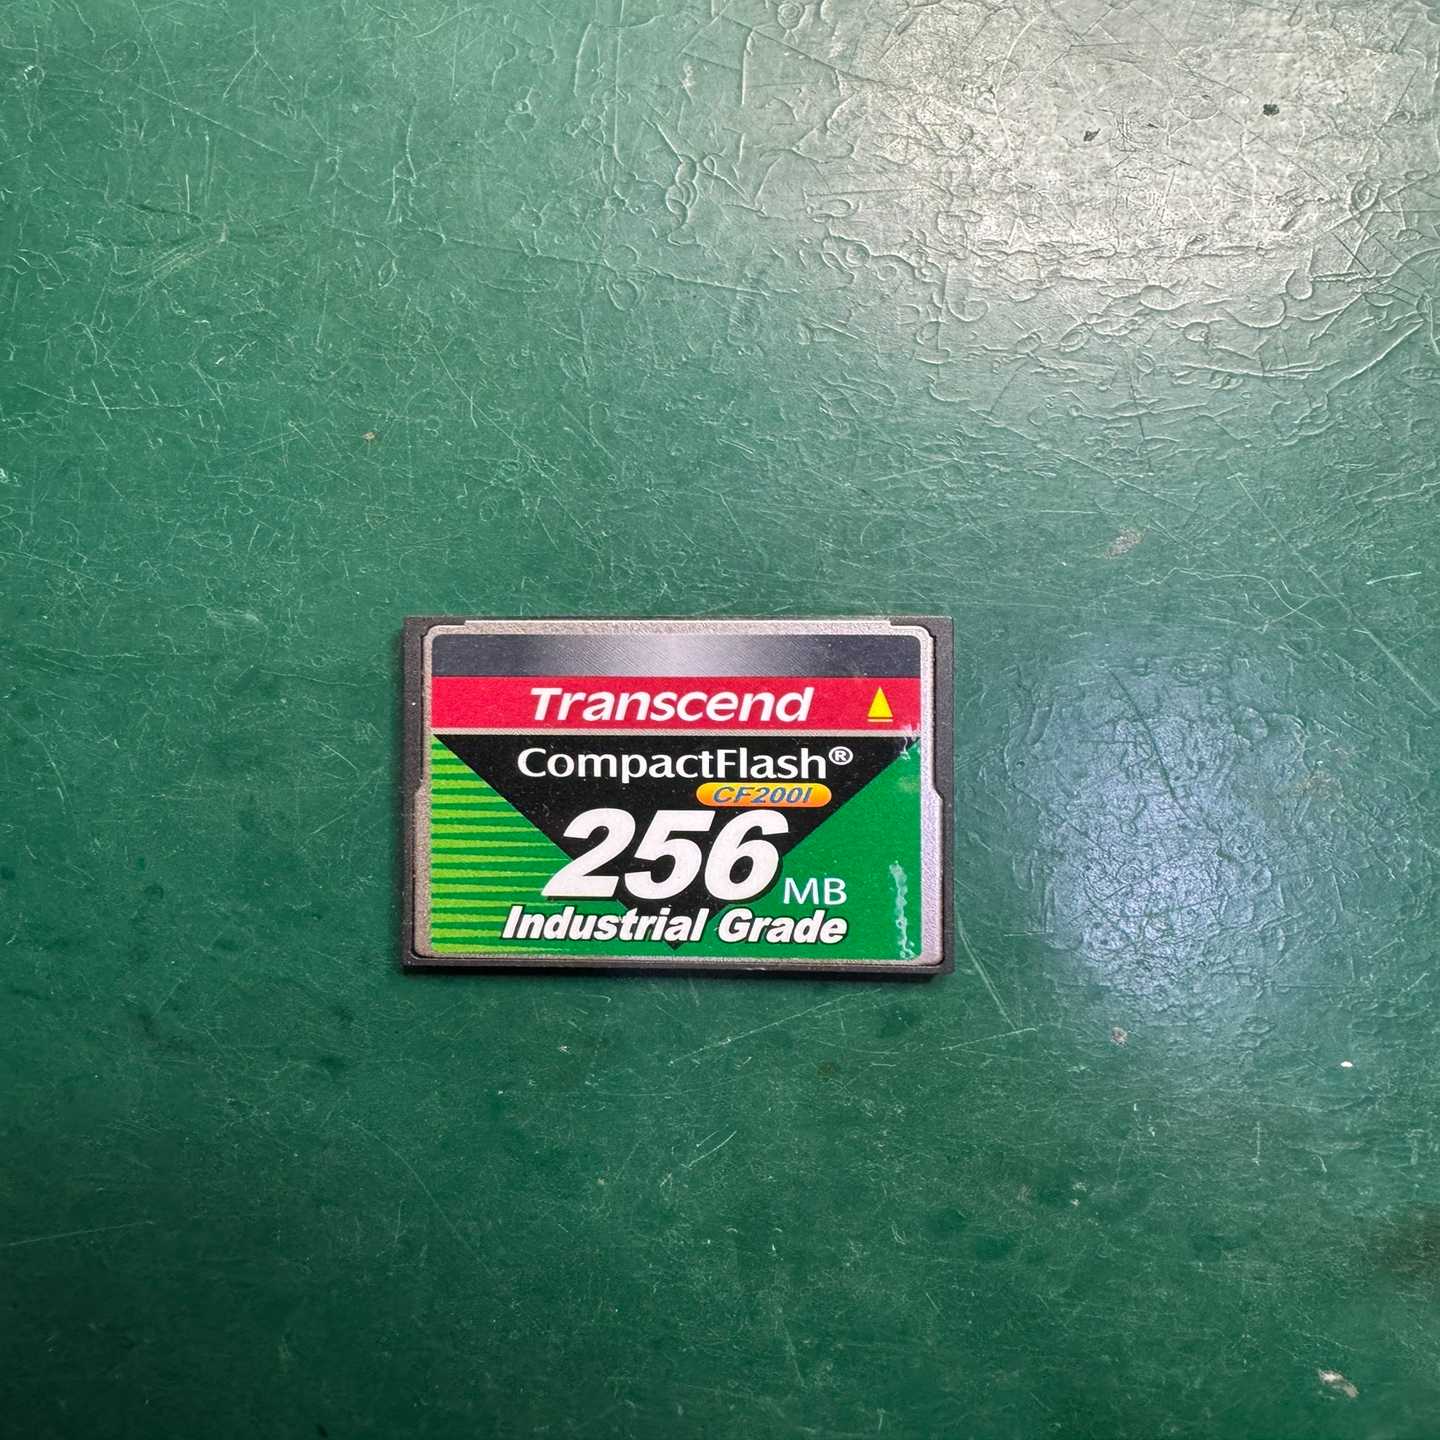 Transcend
CompactFlash®
CF200I
256 MB
Industrial Grade